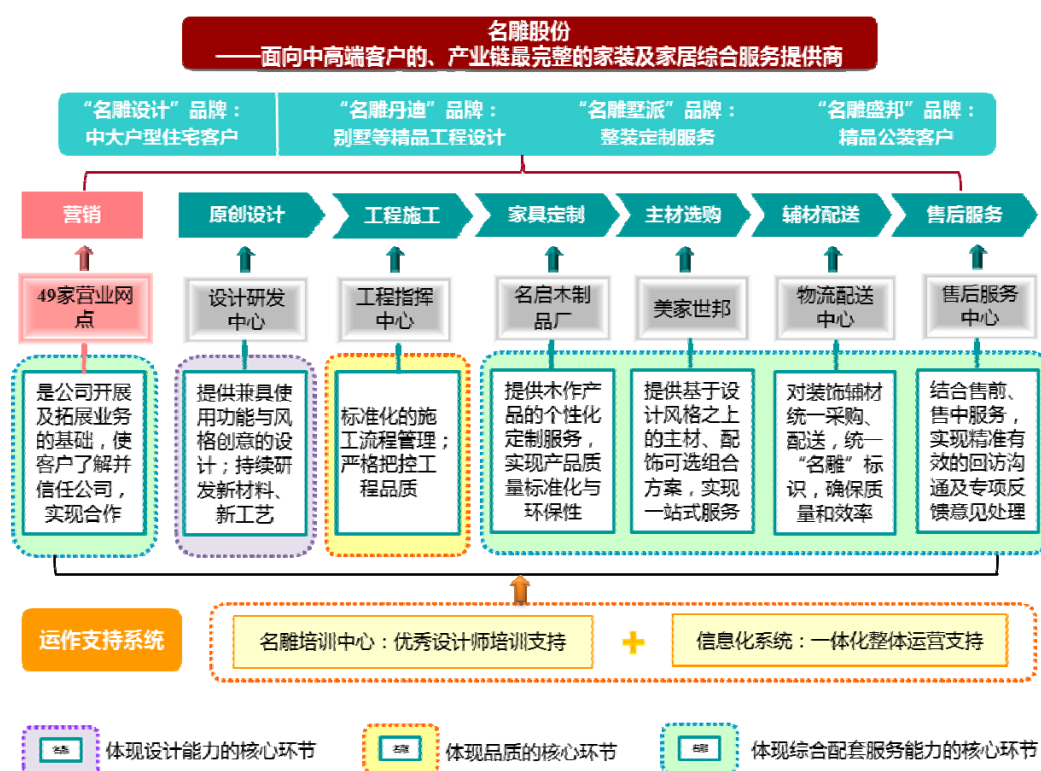 名雕股份
——面向中高端客户的、产业链最完整的家装及家居综合服务提供商
“名雕设计”品牌：
中大户型住宅客户
“名雕丹迪”品牌：
别墅等精品工程设计
“名雕墅派”品牌：
整装定制服务
“名雕盛邦”品牌：
精品公装客户
营销
原创设计
工程施工
家具定制
主材选购
辅材配送
售后服务
49家营业网
点
设计研发
中心
工程指挥
中心
名启木制
品厂
美家世邦
物流配送
中心
售后服务
中心
是公司开展
及拓展业务
的基础，使
客户了解并
信任公司，
实现合作
提供兼具使
用功能与风
格创意的设
计；持续研
发新材料、
新工艺
标准化的施
工流程管理；
严格把控工
程品质
提供木作产
品的个性化
定制服务，
实现产品质
量标准化与
环保性
提供基于设
计风格之上
的主材、配
饰可选组合
方案，实现
一站式服务
对装饰辅材
统一采购、
配送，统一
“名雕”标
识，确保质
量和效率
结合售前、
售中服务，
实现精准有
效的回访沟
通及专项反
馈意见处理
运作支持系统
名雕培训中心：优秀设计师培训支持
+
信息化系统：一体化整体运营支持
名雕
体现设计能力的核心环节
名雕
体现品质的核心环节
名雕
体现综合配套服务能力的核心环节